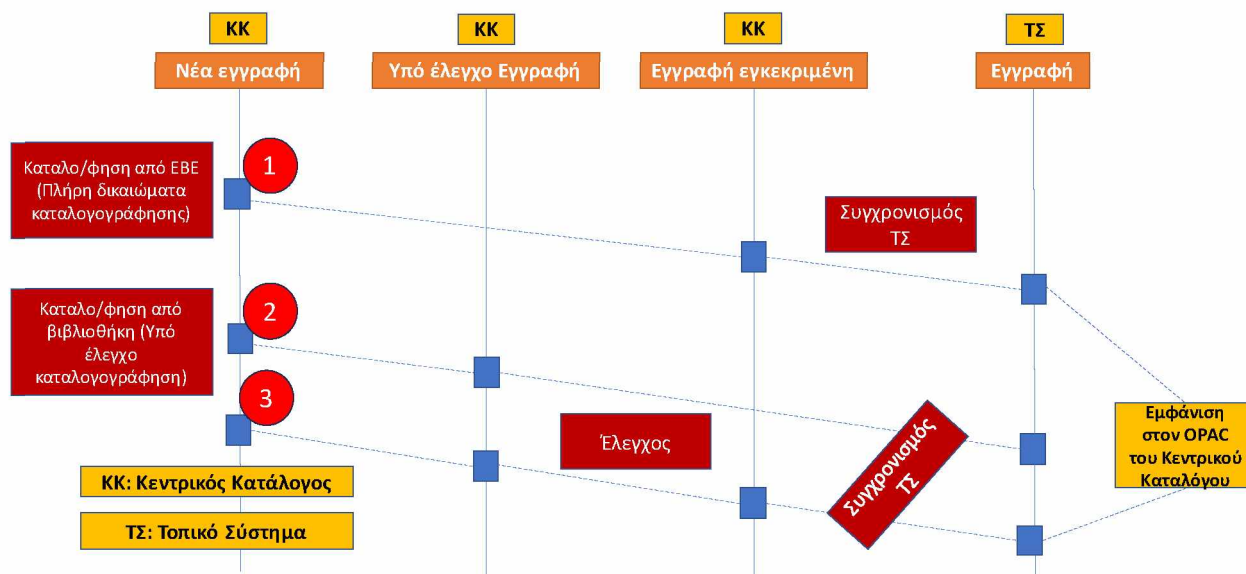 ΚΚ
ΚΚ
ΚΚ
ΤΣ
Νέα εγγραφή
Υπό έλεγχο Εγγραφή
Εγγραφή εγκεκριμένη
Εγγραφή
Καταλο/φηση από ΕΒΕ
(Πλήρη δικαιώματα
καταλογογράφησης)
1
Συγχρονισμός
ΤΣ
Καταλο/φηση από
βιβλιοθήκη (Υπό
έλεγχο
καταλογογράφηση)
2
3
Έλεγχος
Συγχρονισμός
ΤΣ
Εμφάνιση
στον OPAC
του Κεντρικού
Καταλόγου
ΚΚ: Κεντρικός Κατάλογος
ΤΣ: Τοπικό Σύστημα